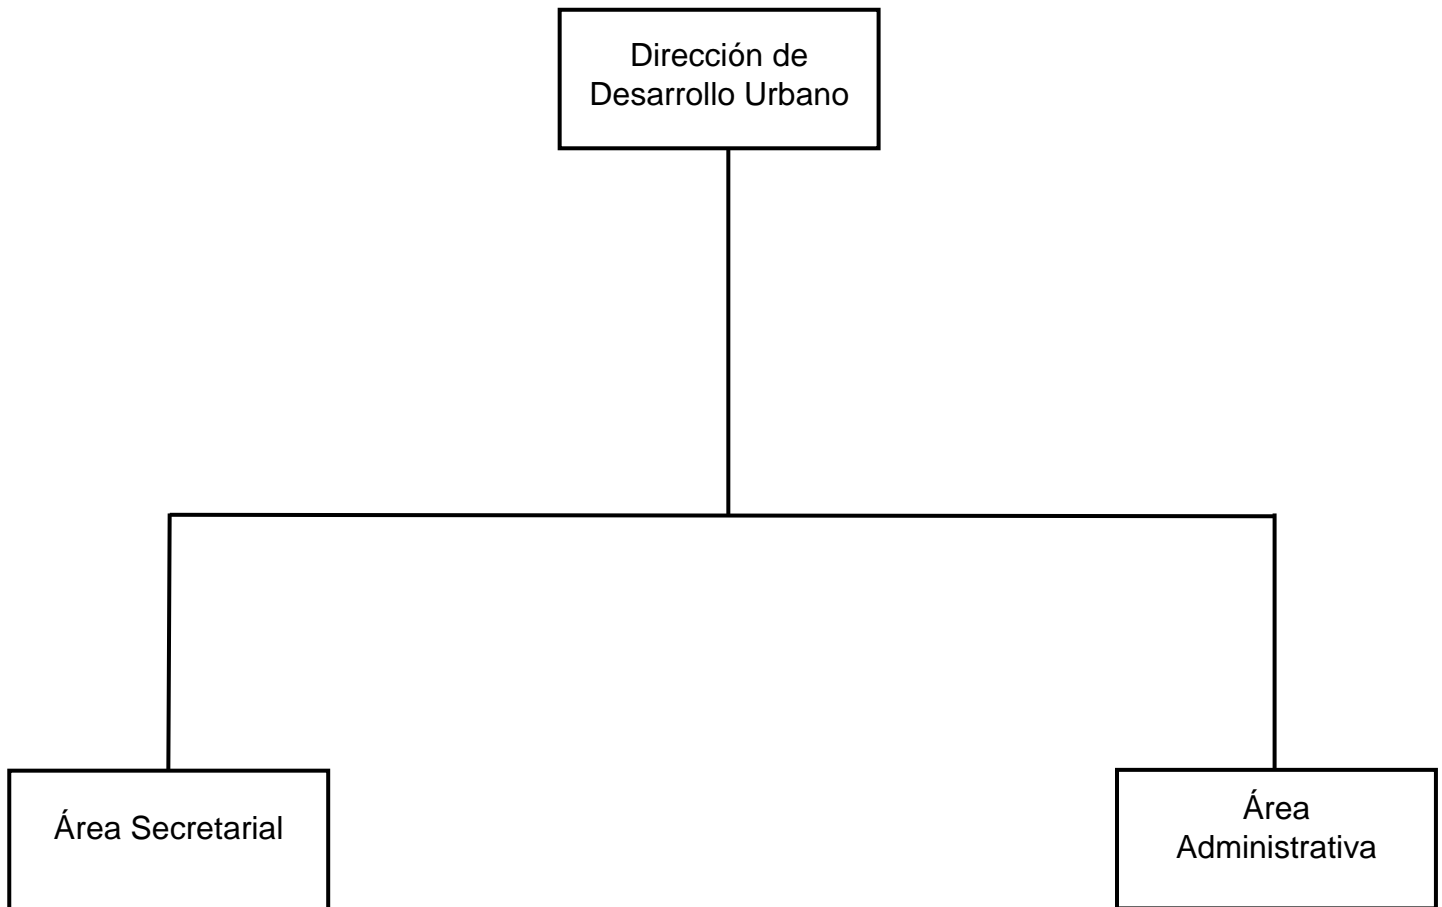 Dirección de
Desarrollo Urbano
Área Secretarial
Área
Administrativa